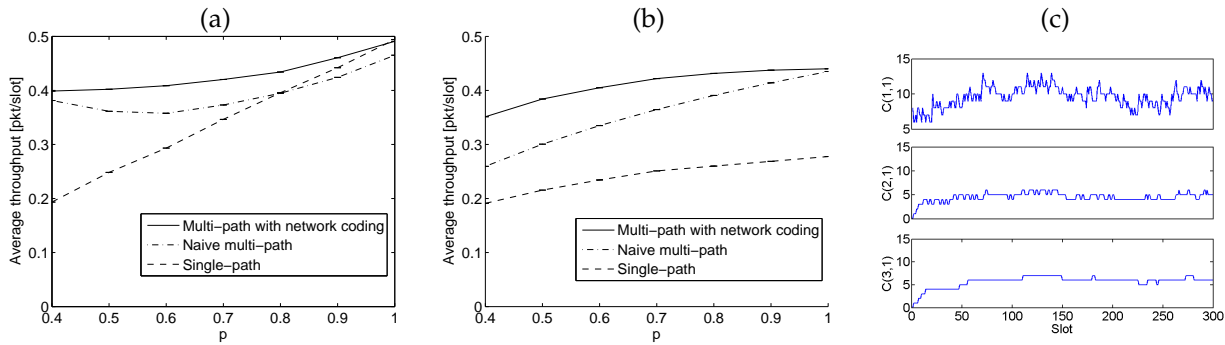 (a)
Average throughput [pkt/slot]
0.5
0.4
0.3
0.2
0.1
0
Multi−path with network coding
Naive multi−path
Single−path
0.4 0.5 0.6 0.7 0.8 0.9 1
p
(b)
Average throughput [pkt/slot]
0.5
0.4
0.3
0.2
0.1
0
Multi−path with network coding
Naive multi−path
Single−path
0.4 0.5 0.6 0.7 0.8 0.9 1
p
(c)
C(1,1)
15
10
5
C(2,1)
15
10
5
0
C(3,1)
15
10
5
0
0 50 100 150 200 250 300
Slot